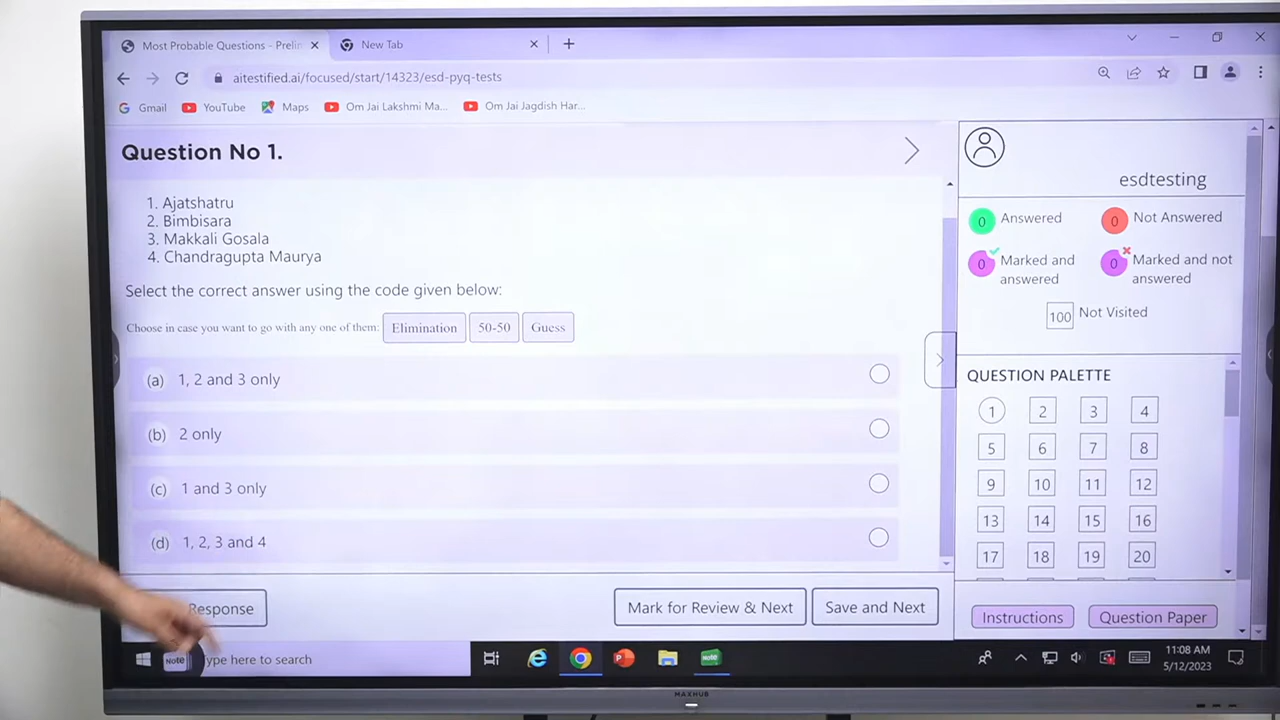 Most Probable Questions - Prelin
New Tab
aitestified.ai/focused/start/14323/esd-pyq-tests
Gmail
YouTube
Maps
Om Jai Lakshmi Ma...
Om Jai Jagdish Har...
Question No 1.
1. Ajatshatru
2. Bimbisara
3. Makkali Gosala
4. Chandragupta Maurya
Select the correct answer using the code given below:
Choose in case you want to go with any one of them: Elimination 50-50 Guess
(a) 1, 2 and 3 only
(b) 2 only
(c) 1 and 3 only
(d) 1, 2, 3 and 4
Response
Mark for Review & Next
Save and Next
esdtesting
0 Answered
0 Not Answered
0 Marked and answered
0 Marked and not answered
100 Not Visited
QUESTION PALETTE
1 2 3 4
5 6 7 8
9 10 11 12
13 14 15 16
17 18 19 20
Instructions
Question Paper
Note
ype here to search
Note
11:08 AM
5/12/2023
MAXHUB